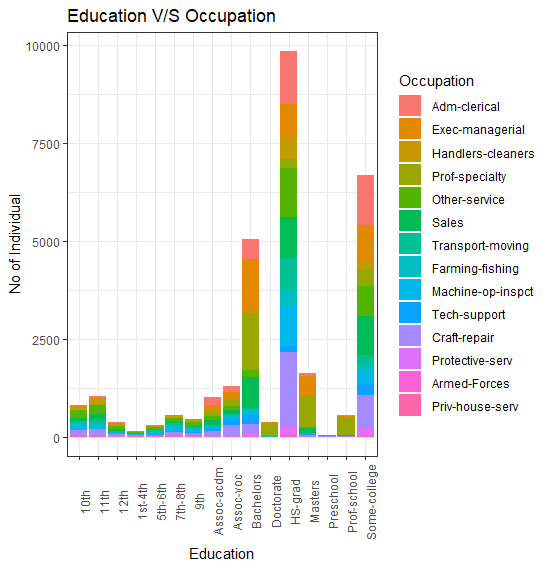 Education V/S Occupation
No of Individual
10000
7500
5000
2500
0
10th
11th
12th
1st-4th
5th-6th
7th-8th
9th
Assoc-acdm
Assoc-voc
Bachelors
Doctorate
HS-grad
Masters
Preschool
Prof-school
Some-college
Education
Occupation
Adm-clerical
Exec-managerial
Handlers-cleaners
Prof-specialty
Other-service
Sales
Transport-moving
Farming-fishing
Machine-op-inspct
Tech-support
Craft-repair
Protective-serv
Armed-Forces
Priv-house-serv